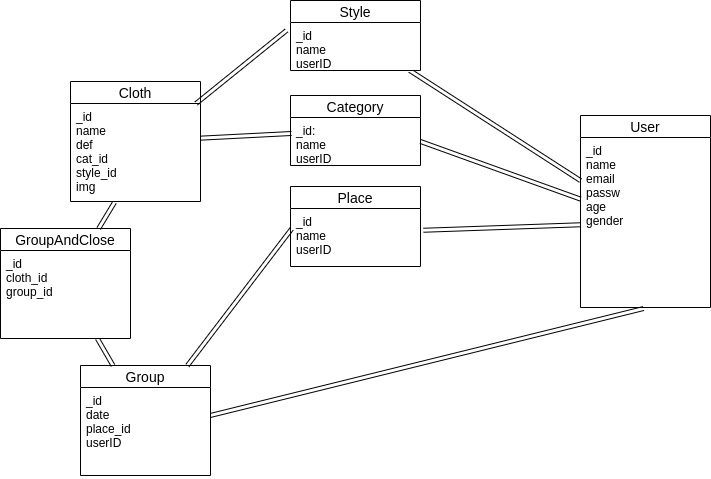 Style
_id
name
userID
Cloth
_id
name
def
cat_id
style_id
img
Category
_id:
name
userID
User
_id
name
email
passw
age
gender
Place
_id
name
userID
GroupAndClose
_id
cloth_id
group_id
Group
_id
date
place_id
userID